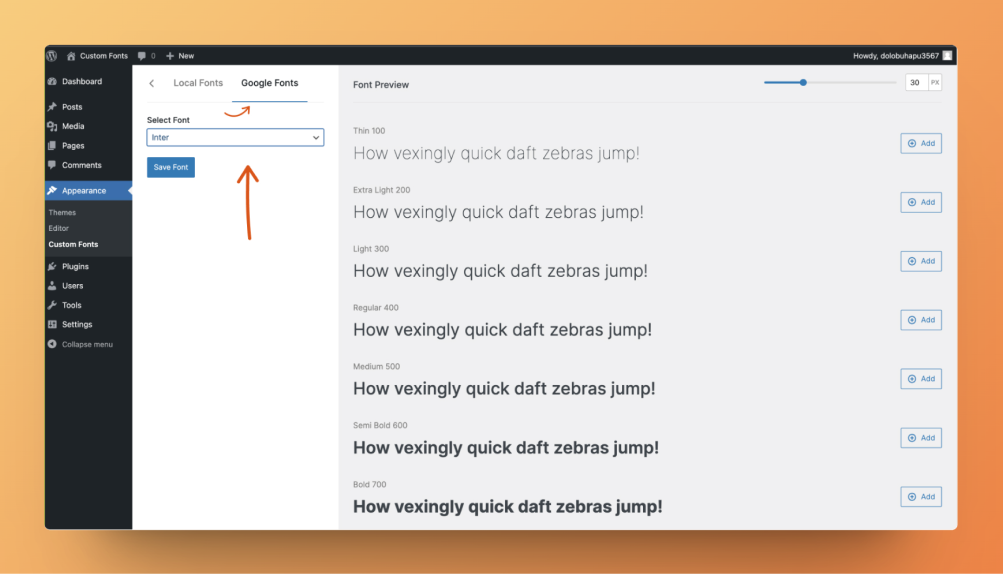 Custom Fonts 0 + New Howdy, dolobuhapu3567
Dashboard
Posts
Media
Pages
Comments
Appearance
Themes
Editor
Custom Fonts
Plugins
Users
Tools
Settings
Collapse menu
Local Fonts Google Fonts
Select Font
Inter
Save Font
Font Preview 30 PX
Thin 100
How vexingly quick daft zebras jump! Add
Extra Light 200
How vexingly quick daft zebras jump! Add
Light 300
How vexingly quick daft zebras jump! Add
Regular 400
How vexingly quick daft zebras jump! Add
Medium 500
How vexingly quick daft zebras jump! Add
Semi Bold 600
How vexingly quick daft zebras jump! Add
Bold 700
How vexingly quick daft zebras jump! Add